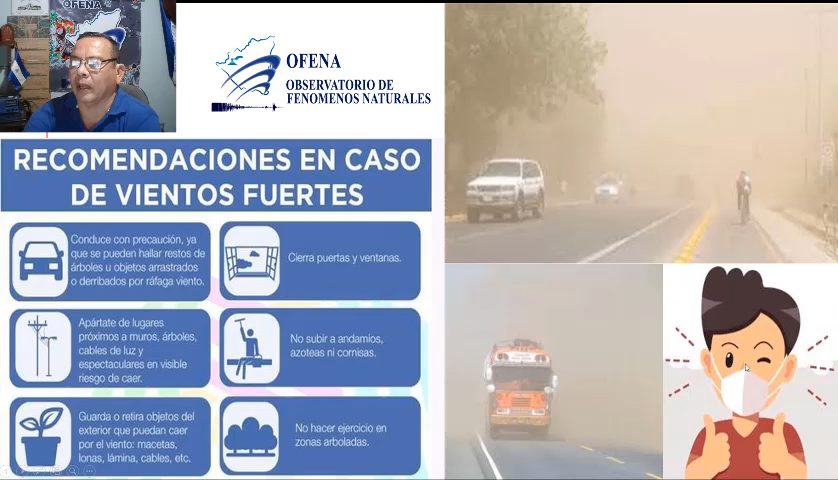 OFENA
OFENA
OBSERVATORIO DE
FENOMENOS NATURALES
RECOMENDACIONES EN CASO
DE VIENTOS FUERTES
Conduce con precaución, ya
que se pueden hallar restos de
árboles u objetos arrastrados
o derribados por ráfaga viento.
Cierra puertas y ventanas.
Apártate de lugares
próximos a muros, árboles,
cables de luz y
espectaculares en visible
riesgo de caer.
No subir a andamios,
azoteas ni cornisas.
Guarda o retira objetos del
exterior que puedan caer
por el viento: macetas,
lonas, lámina, cables, etc.
No hacer ejercicio en
zonas arboladas.